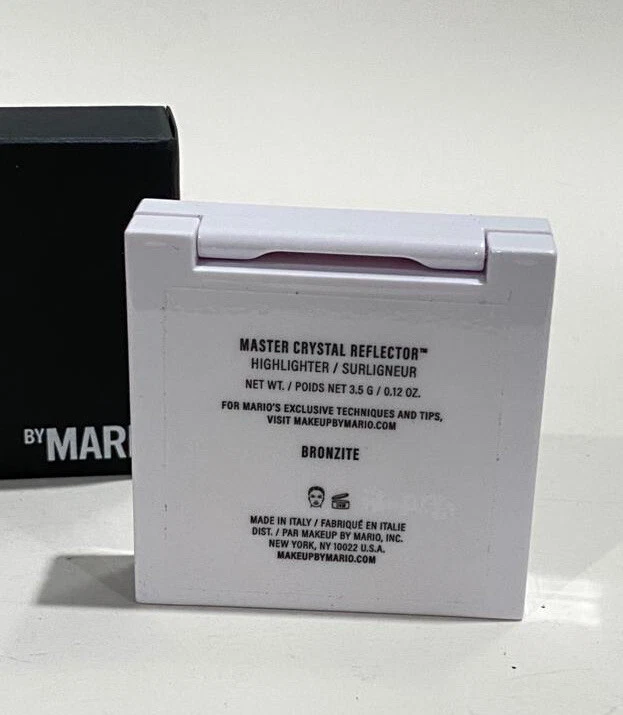 BY MARI
MASTER CRYSTAL REFLECTOR™
HIGHLIGHTER / SURLIGNEUR
NET WT. / POIDS NET 3.5 G / 0.12 OZ.
FOR MARIO'S EXCLUSIVE TECHNIQUES AND TIPS,
VISIT MAKEUPBYMARIO.COM
BRONZITE
MADE IN ITALY / FABRIQUÉ EN ITALIE
DIST. / PAR MAKEUP BY MARIO, INC.
NEW YORK, NY 10022 U.S.A.
MAKEUPBYMARIO.COM